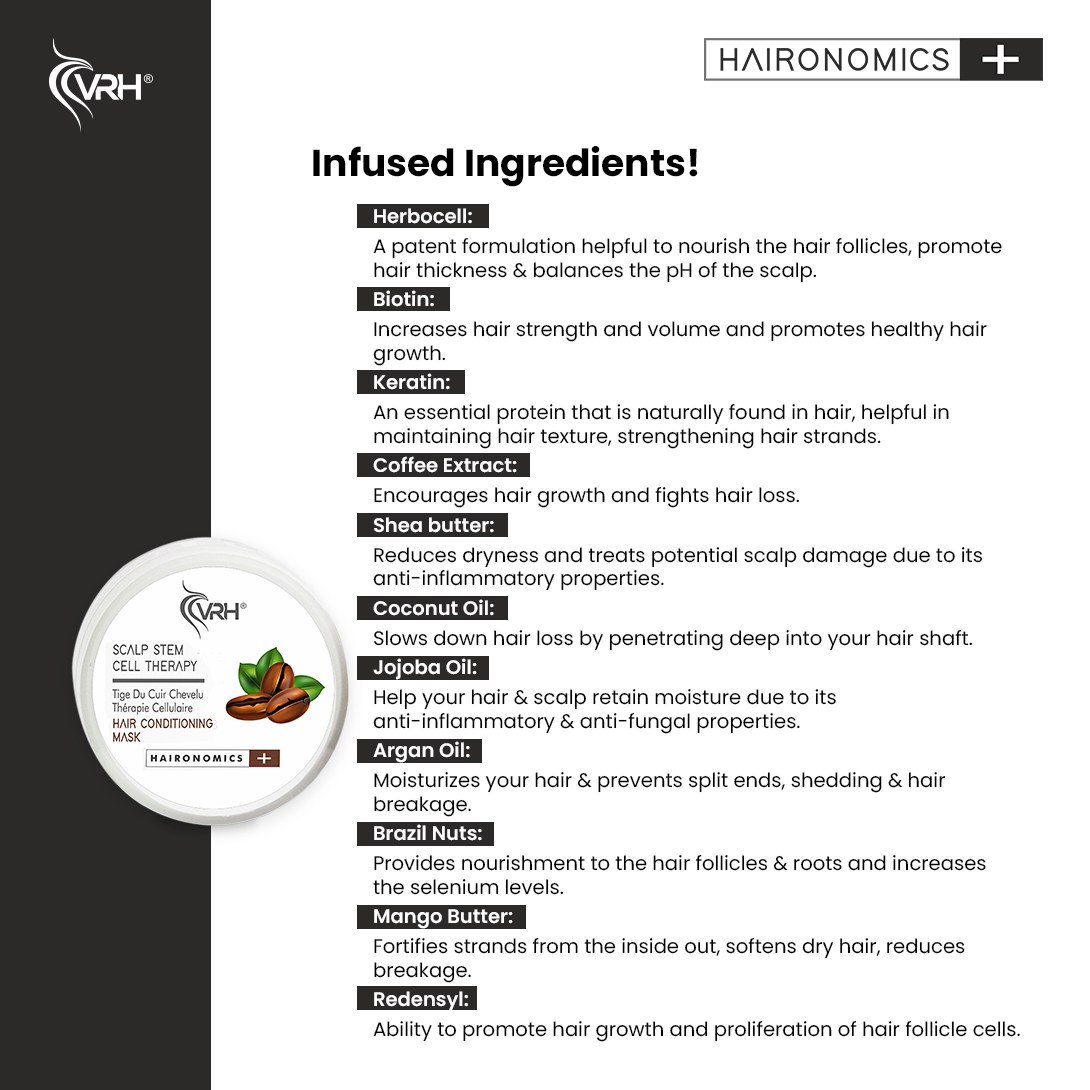 VRH®
HAIRONOMICS +
Infused Ingredients!
Herbocell:
A patent formulation helpful to nourish the hair follicles, promote
hair thickness & balances the pH of the scalp.
Biotin:
Increases hair strength and volume and promotes healthy hair
growth.
Keratin:
An essential protein that is naturally found in hair, helpful in
maintaining hair texture, strengthening hair strands.
Coffee Extract:
Encourages hair growth and fights hair loss.
Shea butter:
Reduces dryness and treats potential scalp damage due to its
anti-inflammatory properties.
Coconut Oil:
Slows down hair loss by penetrating deep into your hair shaft.
Jojoba Oil:
Help your hair & scalp retain moisture due to its
anti-inflammatory & anti-fungal properties.
Argan Oil:
Moisturizes your hair & prevents split ends, shedding & hair
breakage.
Brazil Nuts:
Provides nourishment to the hair follicles & roots and increases
the selenium levels.
Mango Butter:
Fortifies strands from the inside out, softens dry hair, reduces
breakage.
Redensyl:
Ability to promote hair growth and proliferation of hair follicle cells.
VRH®
SCALP STEM
CELL THERAPY
Tige Du Cuir Chevelu
Thérapie Cellulaire
HAIR CONDITIONING
MASK
HAIRONOMICS +